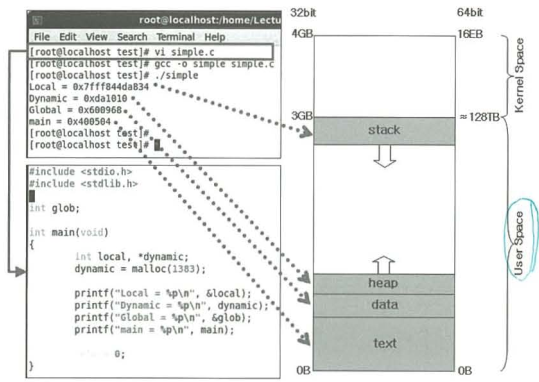 root@localhost:/home/Lectu
File Edit View Search Terminal Help
[root@localhost test]# vi simple.c
[root@localhost test]# gcc -o simple simple.c
[root@localhost test]# ./simple
Local = 0x7fff844da834
Dynamic = 0xda1010
Global = 0x600968
main = 0x400504
[root@localhost test]#
[root@localhost test]#
#include <stdio.h>
#include <stdlib.h>
int glob;
int main(void)
{
int local, *dynamic;
dynamic = malloc(1383);
printf("Local = %p\n", &local);
printf("Dynamic = %p\n", dynamic);
printf("Global = %p\n", &glob);
printf("main = %p\n", main);
0;
}
32bit
64bit
4GB
16EB
3GB
≈128TB
stack
heap
data
text
0B
0B
Kernel Space
User Space